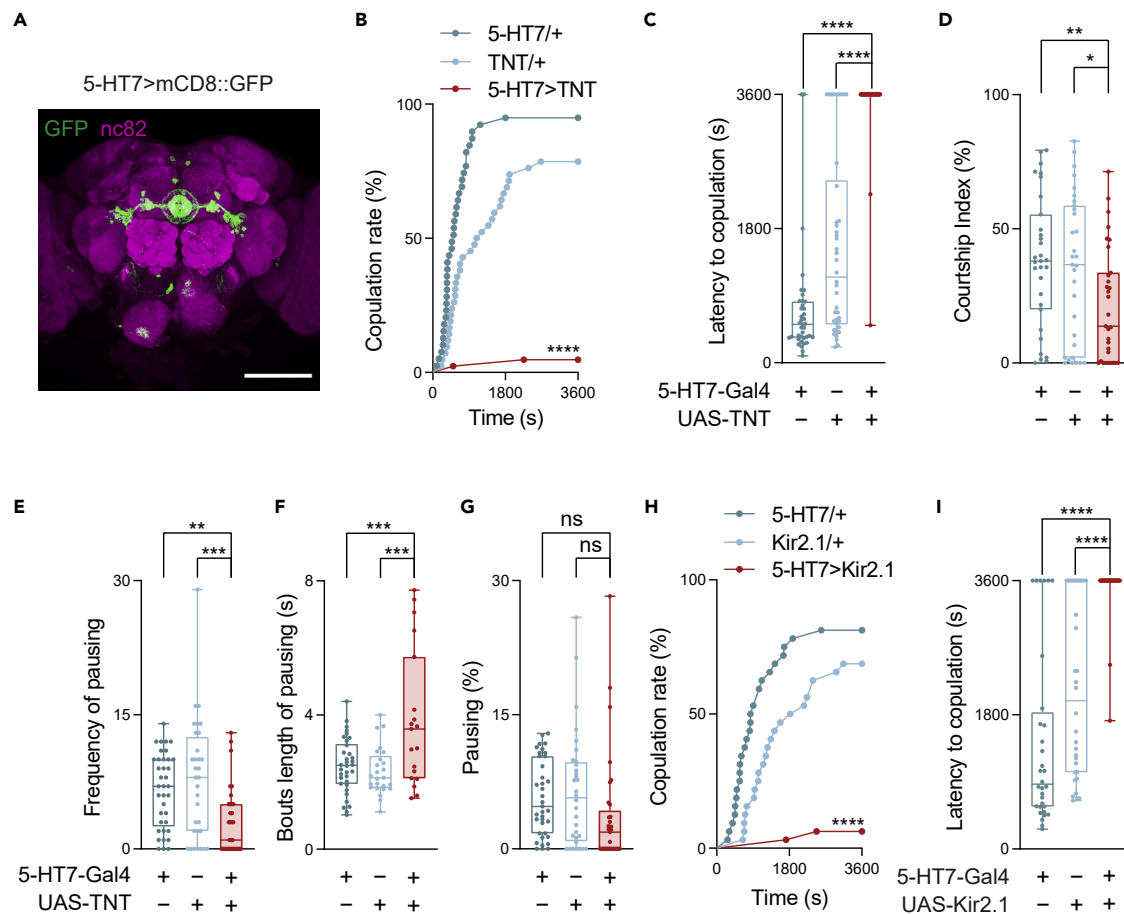 A
5-HT7>mCD8::GFP
GFP nc82
B
5-HT7/+
TNT/+
5-HT7>TNT
Copulation rate (%)
100
50
0
****
0 1800 3600
Time (s)
C
****
****
Latency to copulation (s)
3600
1800
0
5-HT7-Gal4 + − +
UAS-TNT − + +
D
**
*
Courtship Index (%)
100
50
0
+ − +
− + +
E
**
***
Frequency of pausing
30
15
0
5-HT7-Gal4 + − +
UAS-TNT − + +
F
***
***
Bouts length of pausing (s)
8
4
0
+ − +
− + +
G
ns
ns
Pausing (%)
30
15
0
+ − +
− + +
H
5-HT7/+
Kir2.1/+
5-HT7>Kir2.1
Copulation rate (%)
100
50
0
****
0 1800 3600
Time (s)
I
****
****
Latency to copulation (s)
3600
1800
0
5-HT7-Gal4 + − +
UAS-Kir2.1 − + +